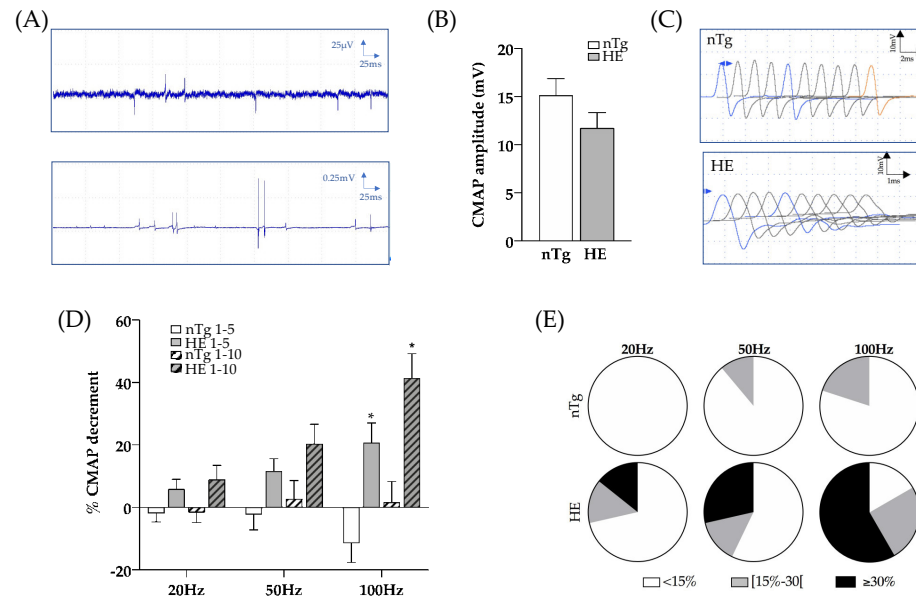 (A)
25µV
25ms
0.25mV
25ms
(B)
nTg
HE
CMAP amplitude (mV)
20
15
10
5
0
nTg HE
(C)
nTg
10mV
2ms
HE
10mV
1ms
(D)
% CMAP decrement
60
40
20
0
-20
nTg 1-5
HE 1-5
nTg 1-10
HE 1-10
*
*
20Hz 50Hz 100Hz
(E)
20Hz 50Hz 100Hz
nTg
HE
<15% [15%-30[ ≥30%